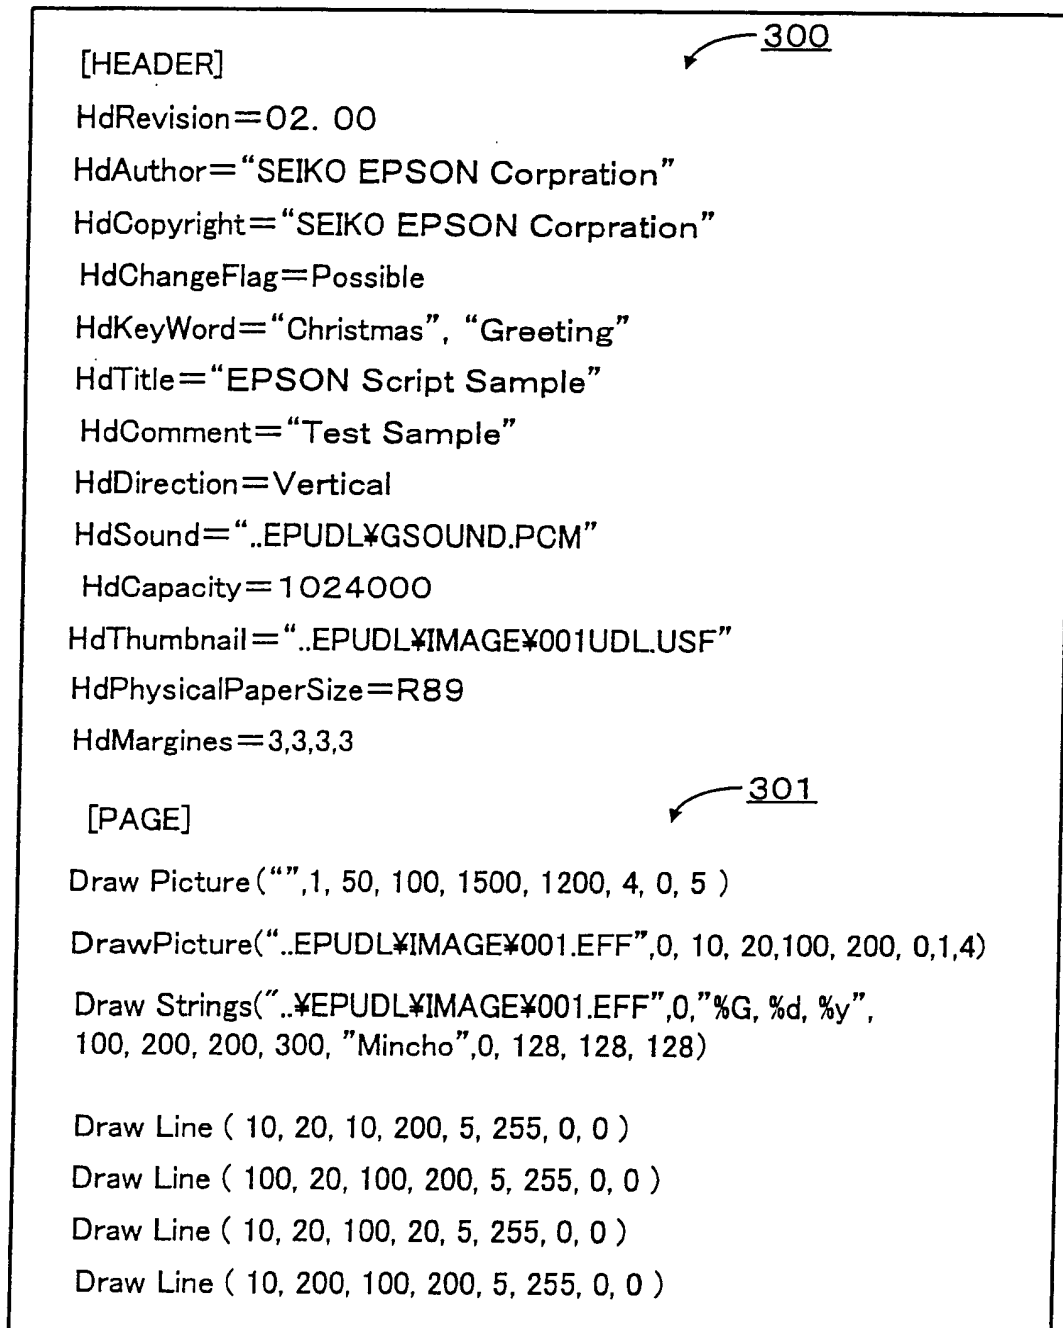 300
[HEADER]
HdRevision=02. 00
HdAuthor="SEIKO EPSON Corpration"
HdCopyright="SEIKO EPSON Corpration"
HdChangeFlag=Possible
HdKeyWord="Christmas", "Greeting"
HdTitle="EPSON Script Sample"
HdComment="Test Sample"
HdDirection=Vertical
HdSound="..EPUDL¥GSOUND.PCM"
HdCapacity=1024000
HdThumbnail="..EPUDL¥IMAGE¥001UDL.USF"
HdPhysicalPaperSize=R89
HdMargines=3,3,3,3
301
[PAGE]
Draw Picture("",1, 50, 100, 1500, 1200, 4, 0, 5 )
DrawPicture("..EPUDL¥IMAGE¥001.EFF",0, 10, 20,100, 200, 0,1,4)
Draw Strings("..¥EPUDL¥IMAGE¥001.EFF",0,"%G, %d, %y",
100, 200, 200, 300, "Mincho",0, 128, 128, 128)
Draw Line ( 10, 20, 10, 200, 5, 255, 0, 0 )
Draw Line ( 100, 20, 100, 200, 5, 255, 0, 0 )
Draw Line ( 10, 20, 100, 20, 5, 255, 0, 0 )
Draw Line ( 10, 200, 100, 200, 5, 255, 0, 0 )